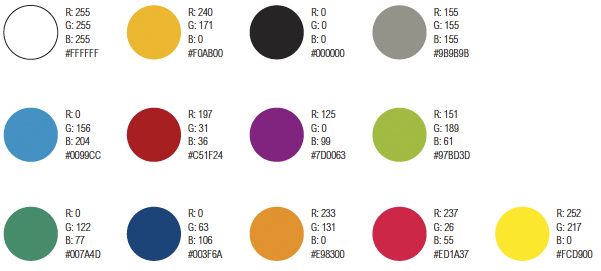 R: 255
G: 255
B: 255
#FFFFFF
R: 240
G: 171
B: 0
#F0AB00
R: 0
G: 0
B: 0
#000000
R: 155
G: 155
B: 155
#9B9B9B
R: 0
G: 156
B: 204
#0099CC
R: 197
G: 31
B: 36
#C51F24
R: 125
G: 0
B: 99
#7D0063
R: 151
G: 189
B: 61
#97BD3D
R: 0
G: 122
B: 77
#007A4D
R: 0
G: 63
B: 106
#003F6A
R: 233
G: 131
B: 0
#E98300
R: 237
G: 26
B: 55
#ED1A37
R: 252
G: 217
B: 0
#FCD900